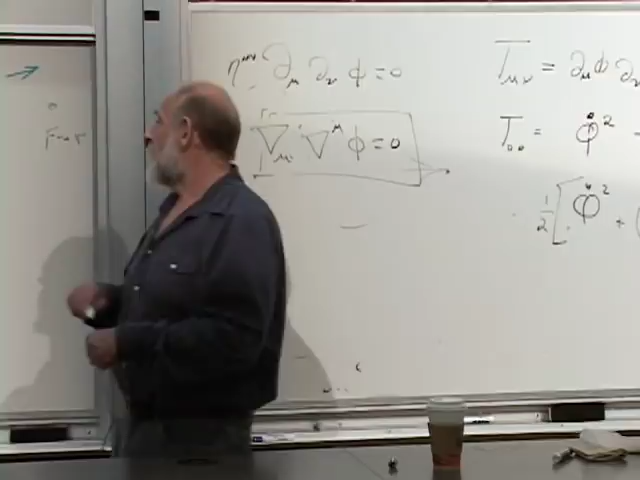 η^{μν} ∂_μ ∂_ν φ = 0
∇_μ ∇^μ φ = 0
T_{μν} = ∂_μ φ ∂_ν
T_{00} = φ̇²
1/2 [ φ̇² +